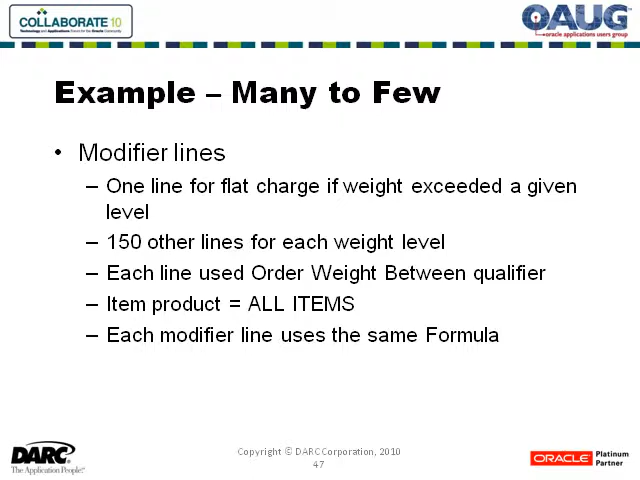 COLLABORATE 10
Technology and Applications Forum for the Oracle Community
OAUG
oracle applications users group
Example – Many to Few
• Modifier lines
– One line for flat charge if weight exceeded a given
level
– 150 other lines for each weight level
– Each line used Order Weight Between qualifier
– Item product = ALL ITEMS
– Each modifier line uses the same Formula
DARC
The Application People!
Copyright © DARC Corporation, 2010
47
ORACLE Platinum
Partner